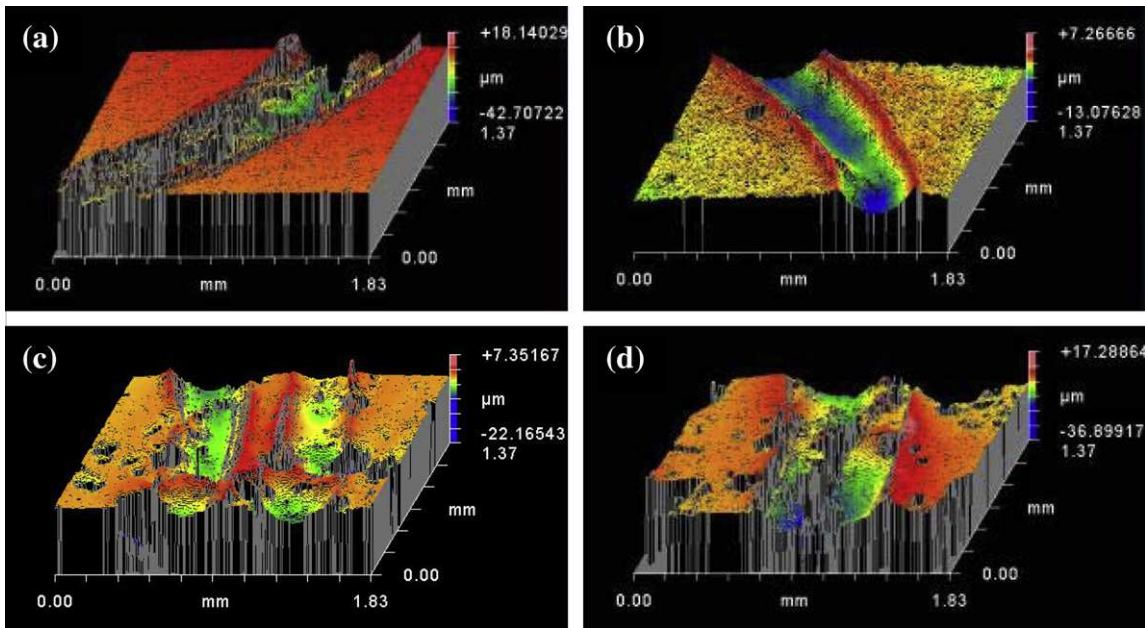 (a)
+18.14029
µm
-42.70722
1.37
mm
0.00
0.00 mm 1.83
(b)
+7.26666
µm
-13.07628
1.37
mm
0.00
0.00 mm 1.83
(c)
+7.35167
µm
-22.16543
1.37
mm
0.00
0.00 mm 1.83
(d)
+17.28864
µm
-36.89917
1.37
mm
0.00
0.00 mm 1.83